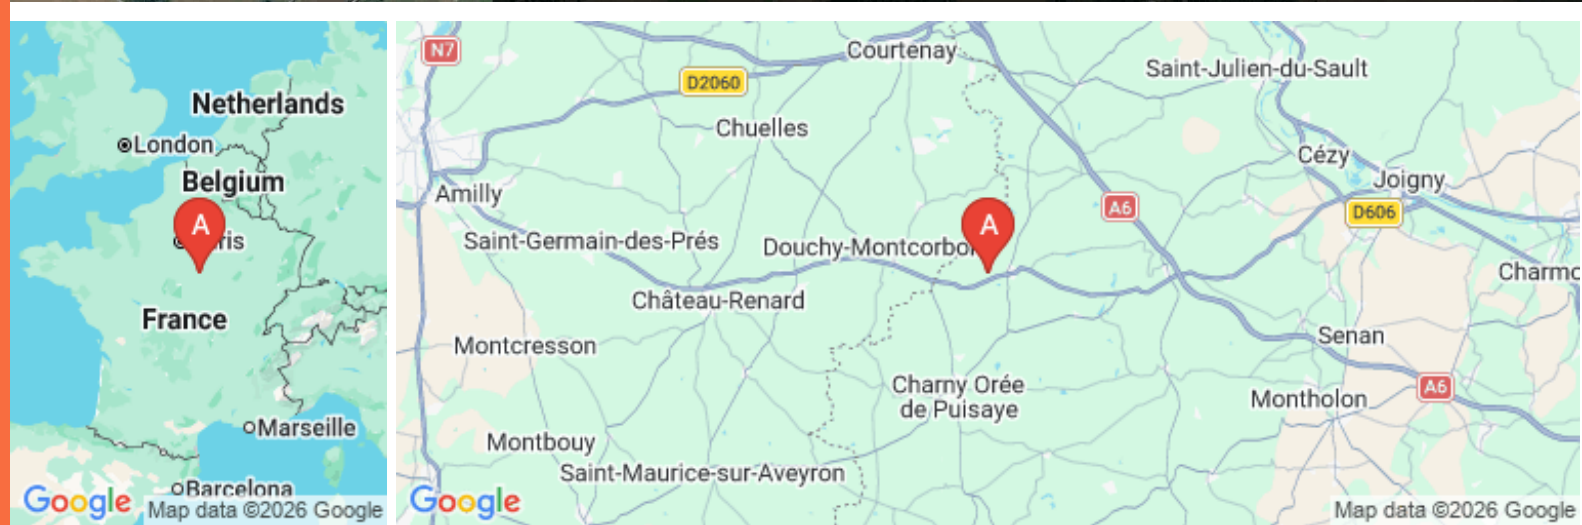 Netherlands
London
Belgium
A
France
Marseille
Barcelona
Google
Map data ©2026 Google
N7
Courtenay
D2060
Saint-Julien-du-Sault
Chuelles
Cézy
Joigny
Amilly
A6
D606
A
Saint-Germain-des-Prés
Douchy-Montcorbon
Charmo
Château-Renard
Montcresson
Senan
Charny Orée
de Puisaye
A6
Montholon
Montbouy
Saint-Maurice-sur-Aveyron
Google
Map data ©2026 Google